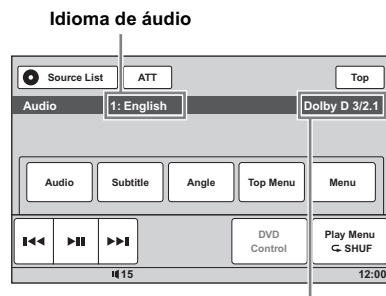 Idioma de áudio
Source List ATT Top
Audio 1: English Dolby D 3/2.1
Audio Subtitle Angle Top Menu Menu
DVD Control Play Menu SHUF
15 12:00